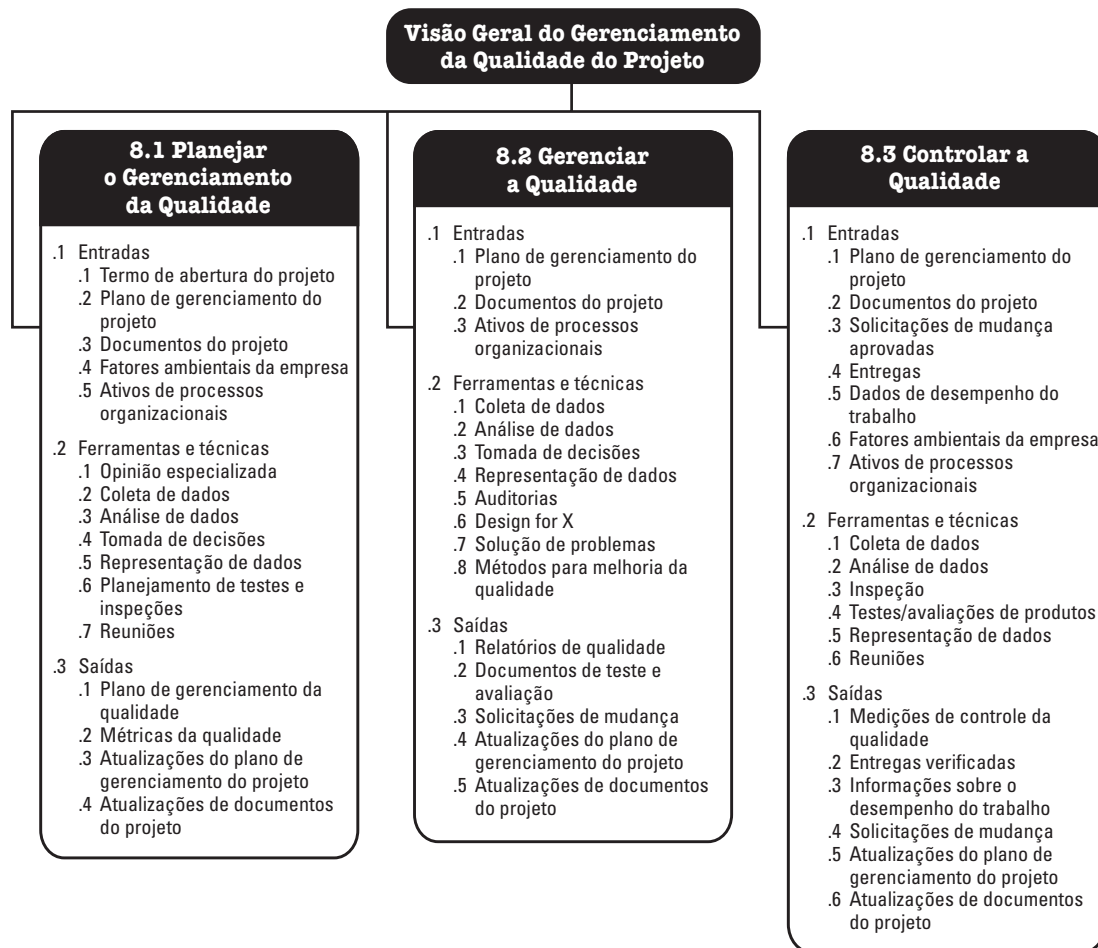 Visão Geral do Gerenciamento
da Qualidade do Projeto
8.1 Planejar
o Gerenciamento
da Qualidade
.1 Entradas
.1 Termo de abertura do projeto
.2 Plano de gerenciamento do
projeto
.3 Documentos do projeto
.4 Fatores ambientais da empresa
.5 Ativos de processos
organizacionais
.2 Ferramentas e técnicas
.1 Opinião especializada
.2 Coleta de dados
.3 Análise de dados
.4 Tomada de decisões
.5 Representação de dados
.6 Planejamento de testes e
inspeções
.7 Reuniões
.3 Saídas
.1 Plano de gerenciamento da
qualidade
.2 Métricas da qualidade
.3 Atualizações do plano de
gerenciamento do projeto
.4 Atualizações de documentos
do projeto
8.2 Gerenciar
a Qualidade
.1 Entradas
.1 Plano de gerenciamento do
projeto
.2 Documentos do projeto
.3 Ativos de processos
organizacionais
.2 Ferramentas e técnicas
.1 Coleta de dados
.2 Análise de dados
.3 Tomada de decisões
.4 Representação de dados
.5 Auditorias
.6 Design for X
.7 Solução de problemas
.8 Métodos para melhoria da
qualidade
.3 Saídas
.1 Relatórios de qualidade
.2 Documentos de teste e
avaliação
.3 Solicitações de mudança
.4 Atualizações do plano de
gerenciamento do projeto
.5 Atualizações de documentos
do projeto
8.3 Controlar a
Qualidade
.1 Entradas
.1 Plano de gerenciamento do
projeto
.2 Documentos do projeto
.3 Solicitações de mudança
aprovadas
.4 Entregas
.5 Dados de desempenho do
trabalho
.6 Fatores ambientais da empresa
.7 Ativos de processos
organizacionais
.2 Ferramentas e técnicas
.1 Coleta de dados
.2 Análise de dados
.3 Inspeção
.4 Testes/avaliações de produtos
.5 Representação de dados
.6 Reuniões
.3 Saídas
.1 Medições de controle da
qualidade
.2 Entregas verificadas
.3 Informações sobre o
desempenho do trabalho
.4 Solicitações de mudança
.5 Atualizações do plano de
gerenciamento do projeto
.6 Atualizações de documentos
do projeto